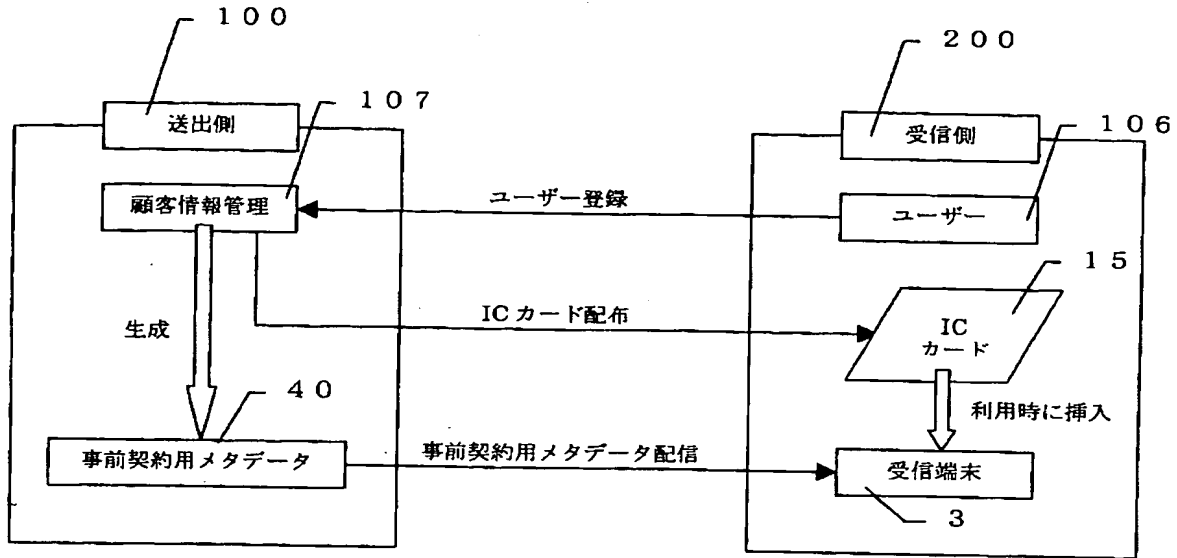 100
200
107
106
送出側
受信側
顧客情報管理
ユーザー登録
ユーザー
15
ICカード配布
IC
カード
生成
40
利用時に挿入
事前契約用メタデータ
事前契約用メタデータ配信
受信端末
3